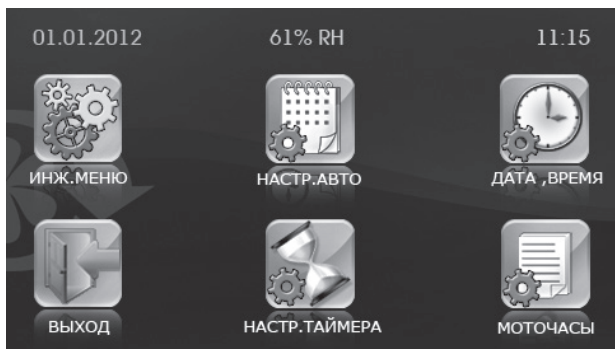 01.01.2012 61% RH 11:15
ИНЖ.МЕНЮ НАСТР.АВТО ДАТА ,ВРЕМЯ
ВЫХОД НАСТР.ТАЙМЕРА МОТОЧАСЫ